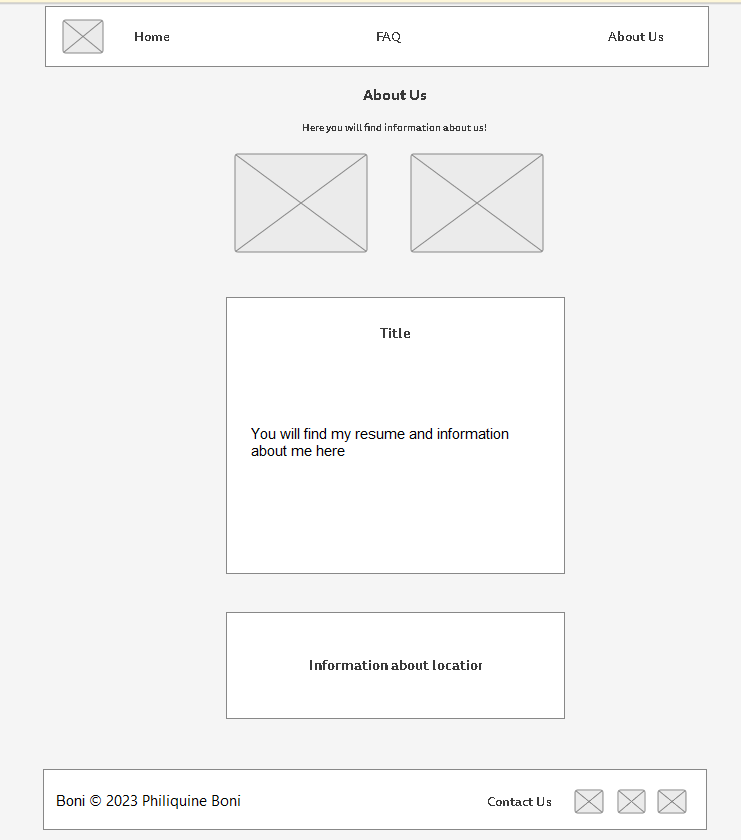 Home FAQ About Us
About Us
Here you will find information about us!
Title
You will find my resume and information
about me here
Information about location
Boni © 2023 Philiquine Boni Contact Us